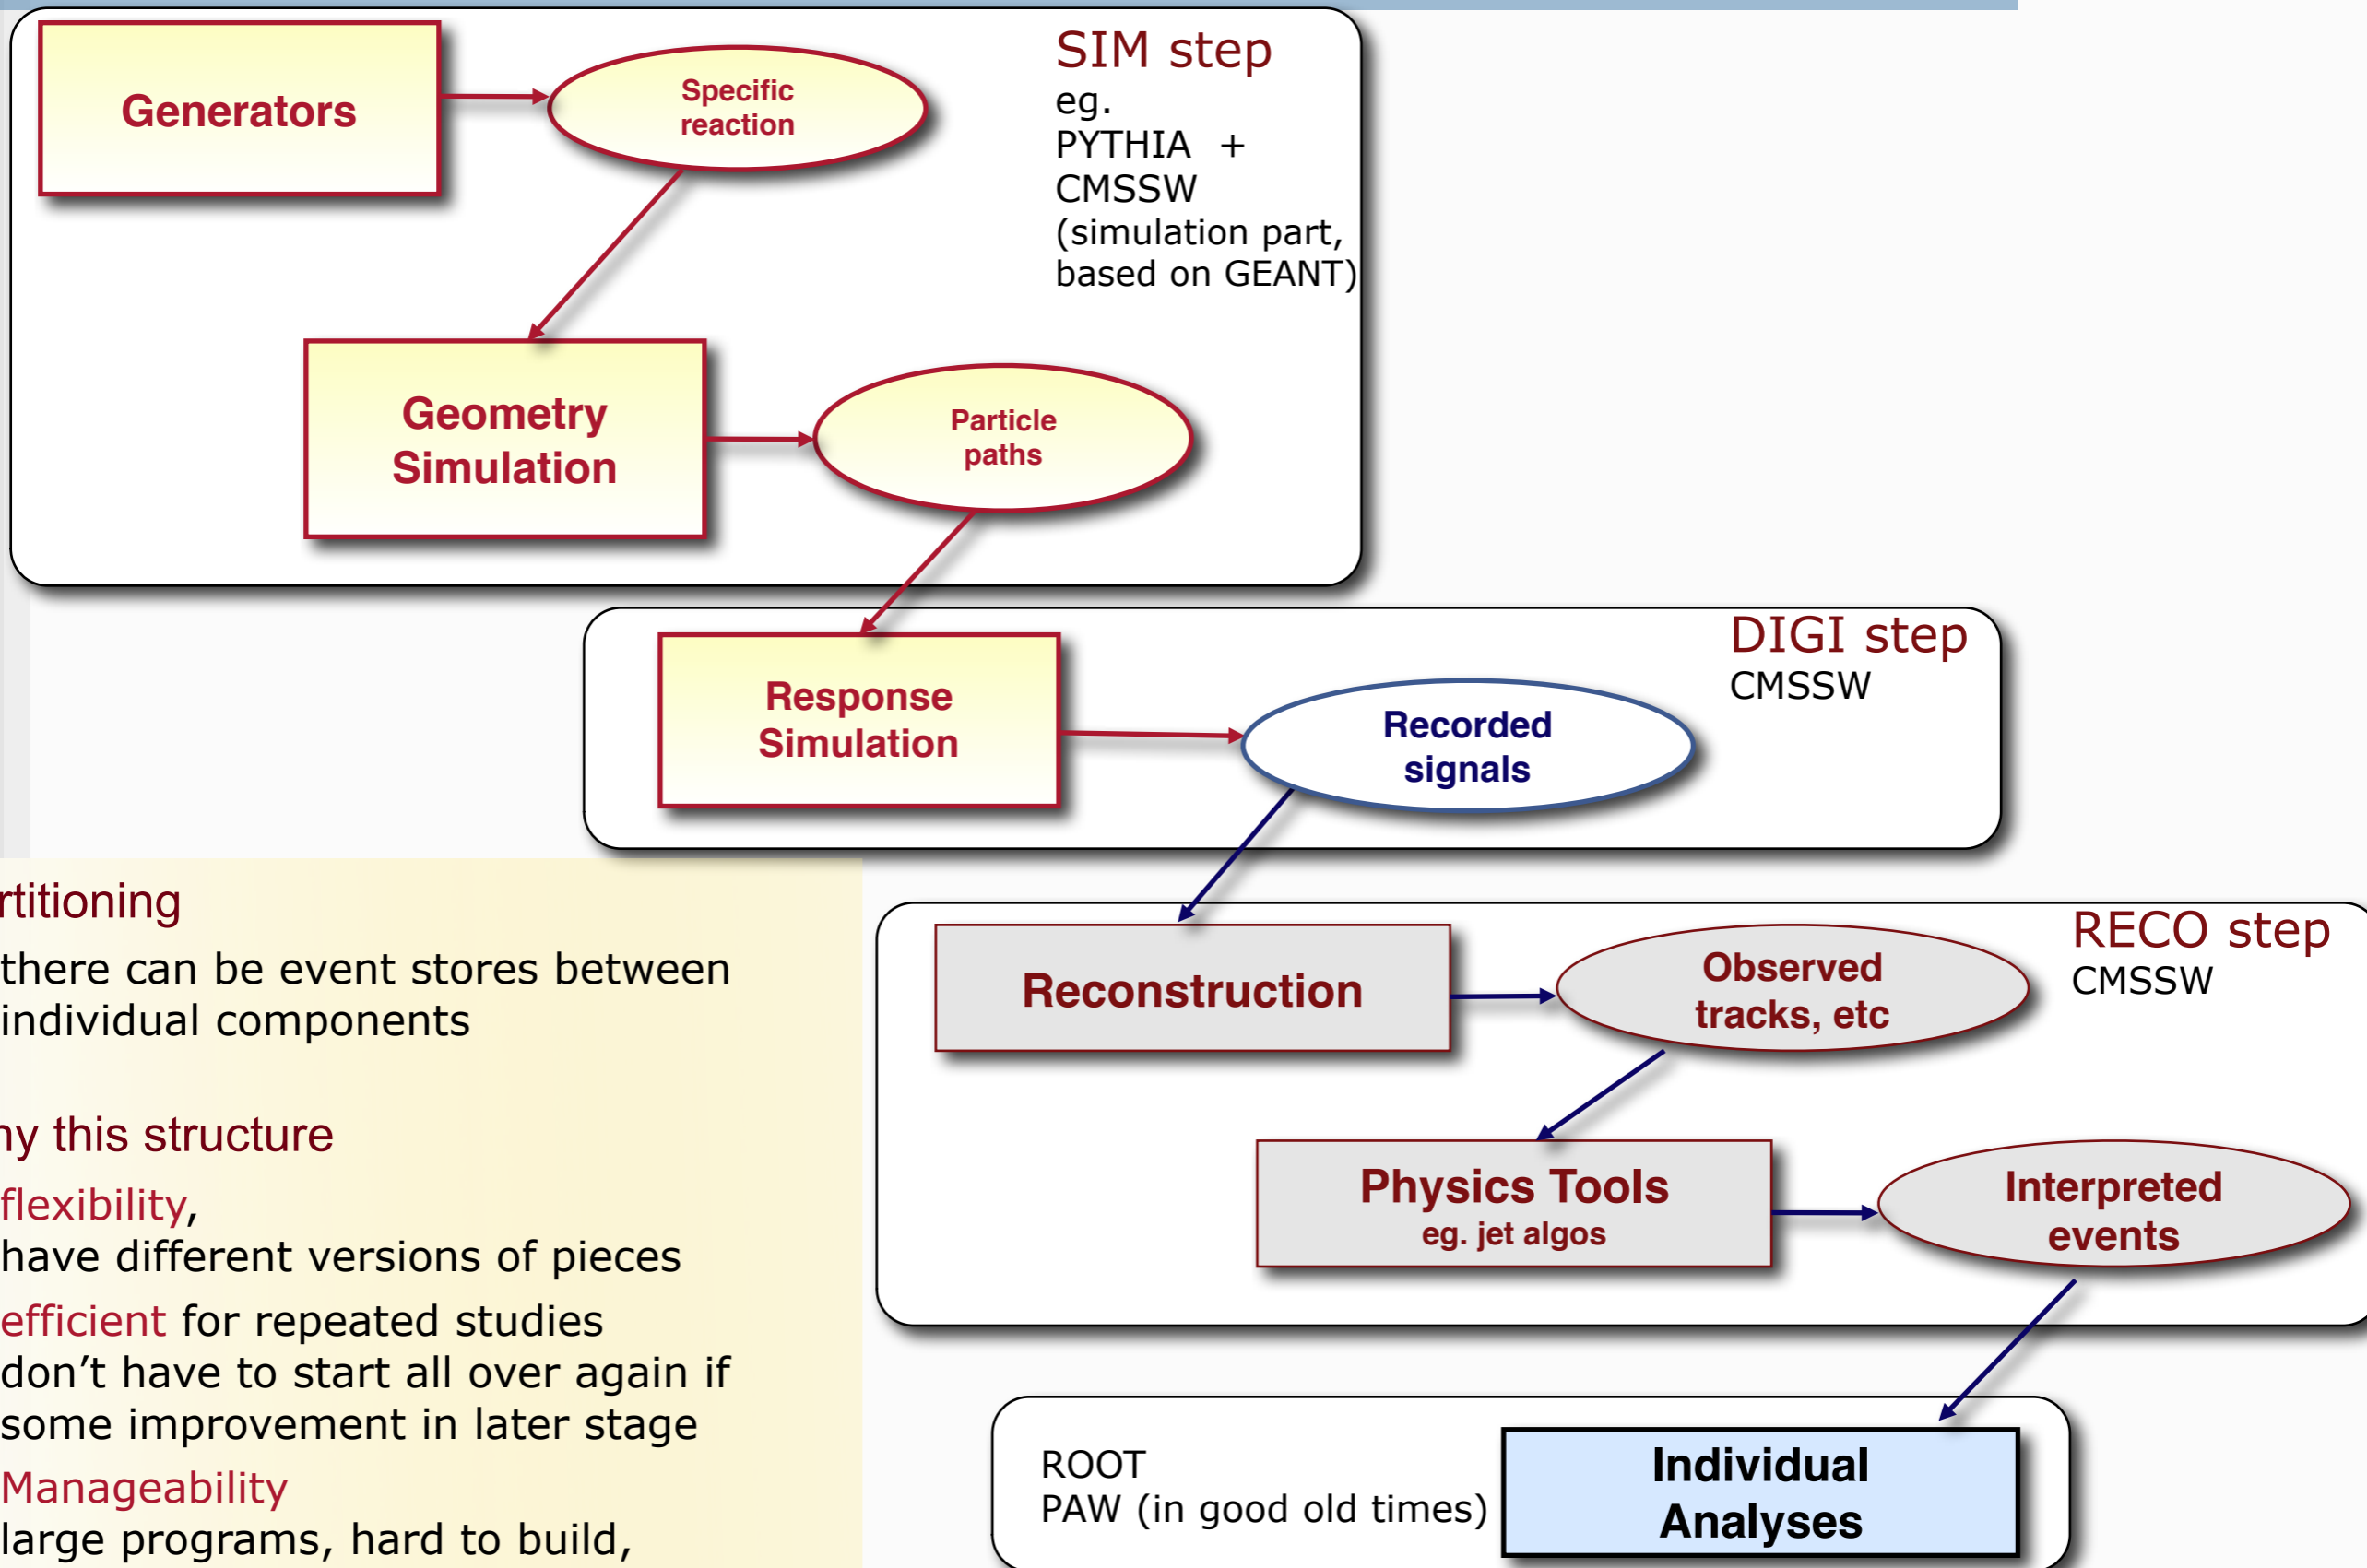 Generators
Specific
reaction
SIM step
eg.
PYTHIA +
CMSSW
(simulation part,
based on GEANT)
Geometry
Simulation
Particle
paths
Response
Simulation
Recorded
signals
DIGI step
CMSSW
rtitioning
there can be event stores between
individual components
hy this structure
flexibility,
have different versions of pieces
efficient for repeated studies
don't have to start all over again if
some improvement in later stage
Manageability
large programs, hard to build,
Reconstruction
Observed
tracks, etc
RECO step
CMSSW
Physics Tools
eg. jet algos
Interpreted
events
ROOT
PAW (in good old times)
Individual
Analyses